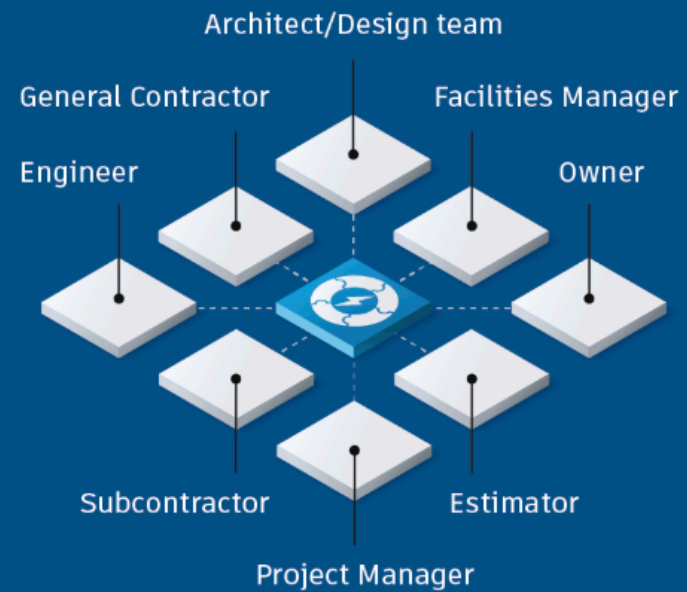 Architect/Design team
General Contractor
Facilities Manager
Engineer
Owner
Subcontractor
Estimator
Project Manager